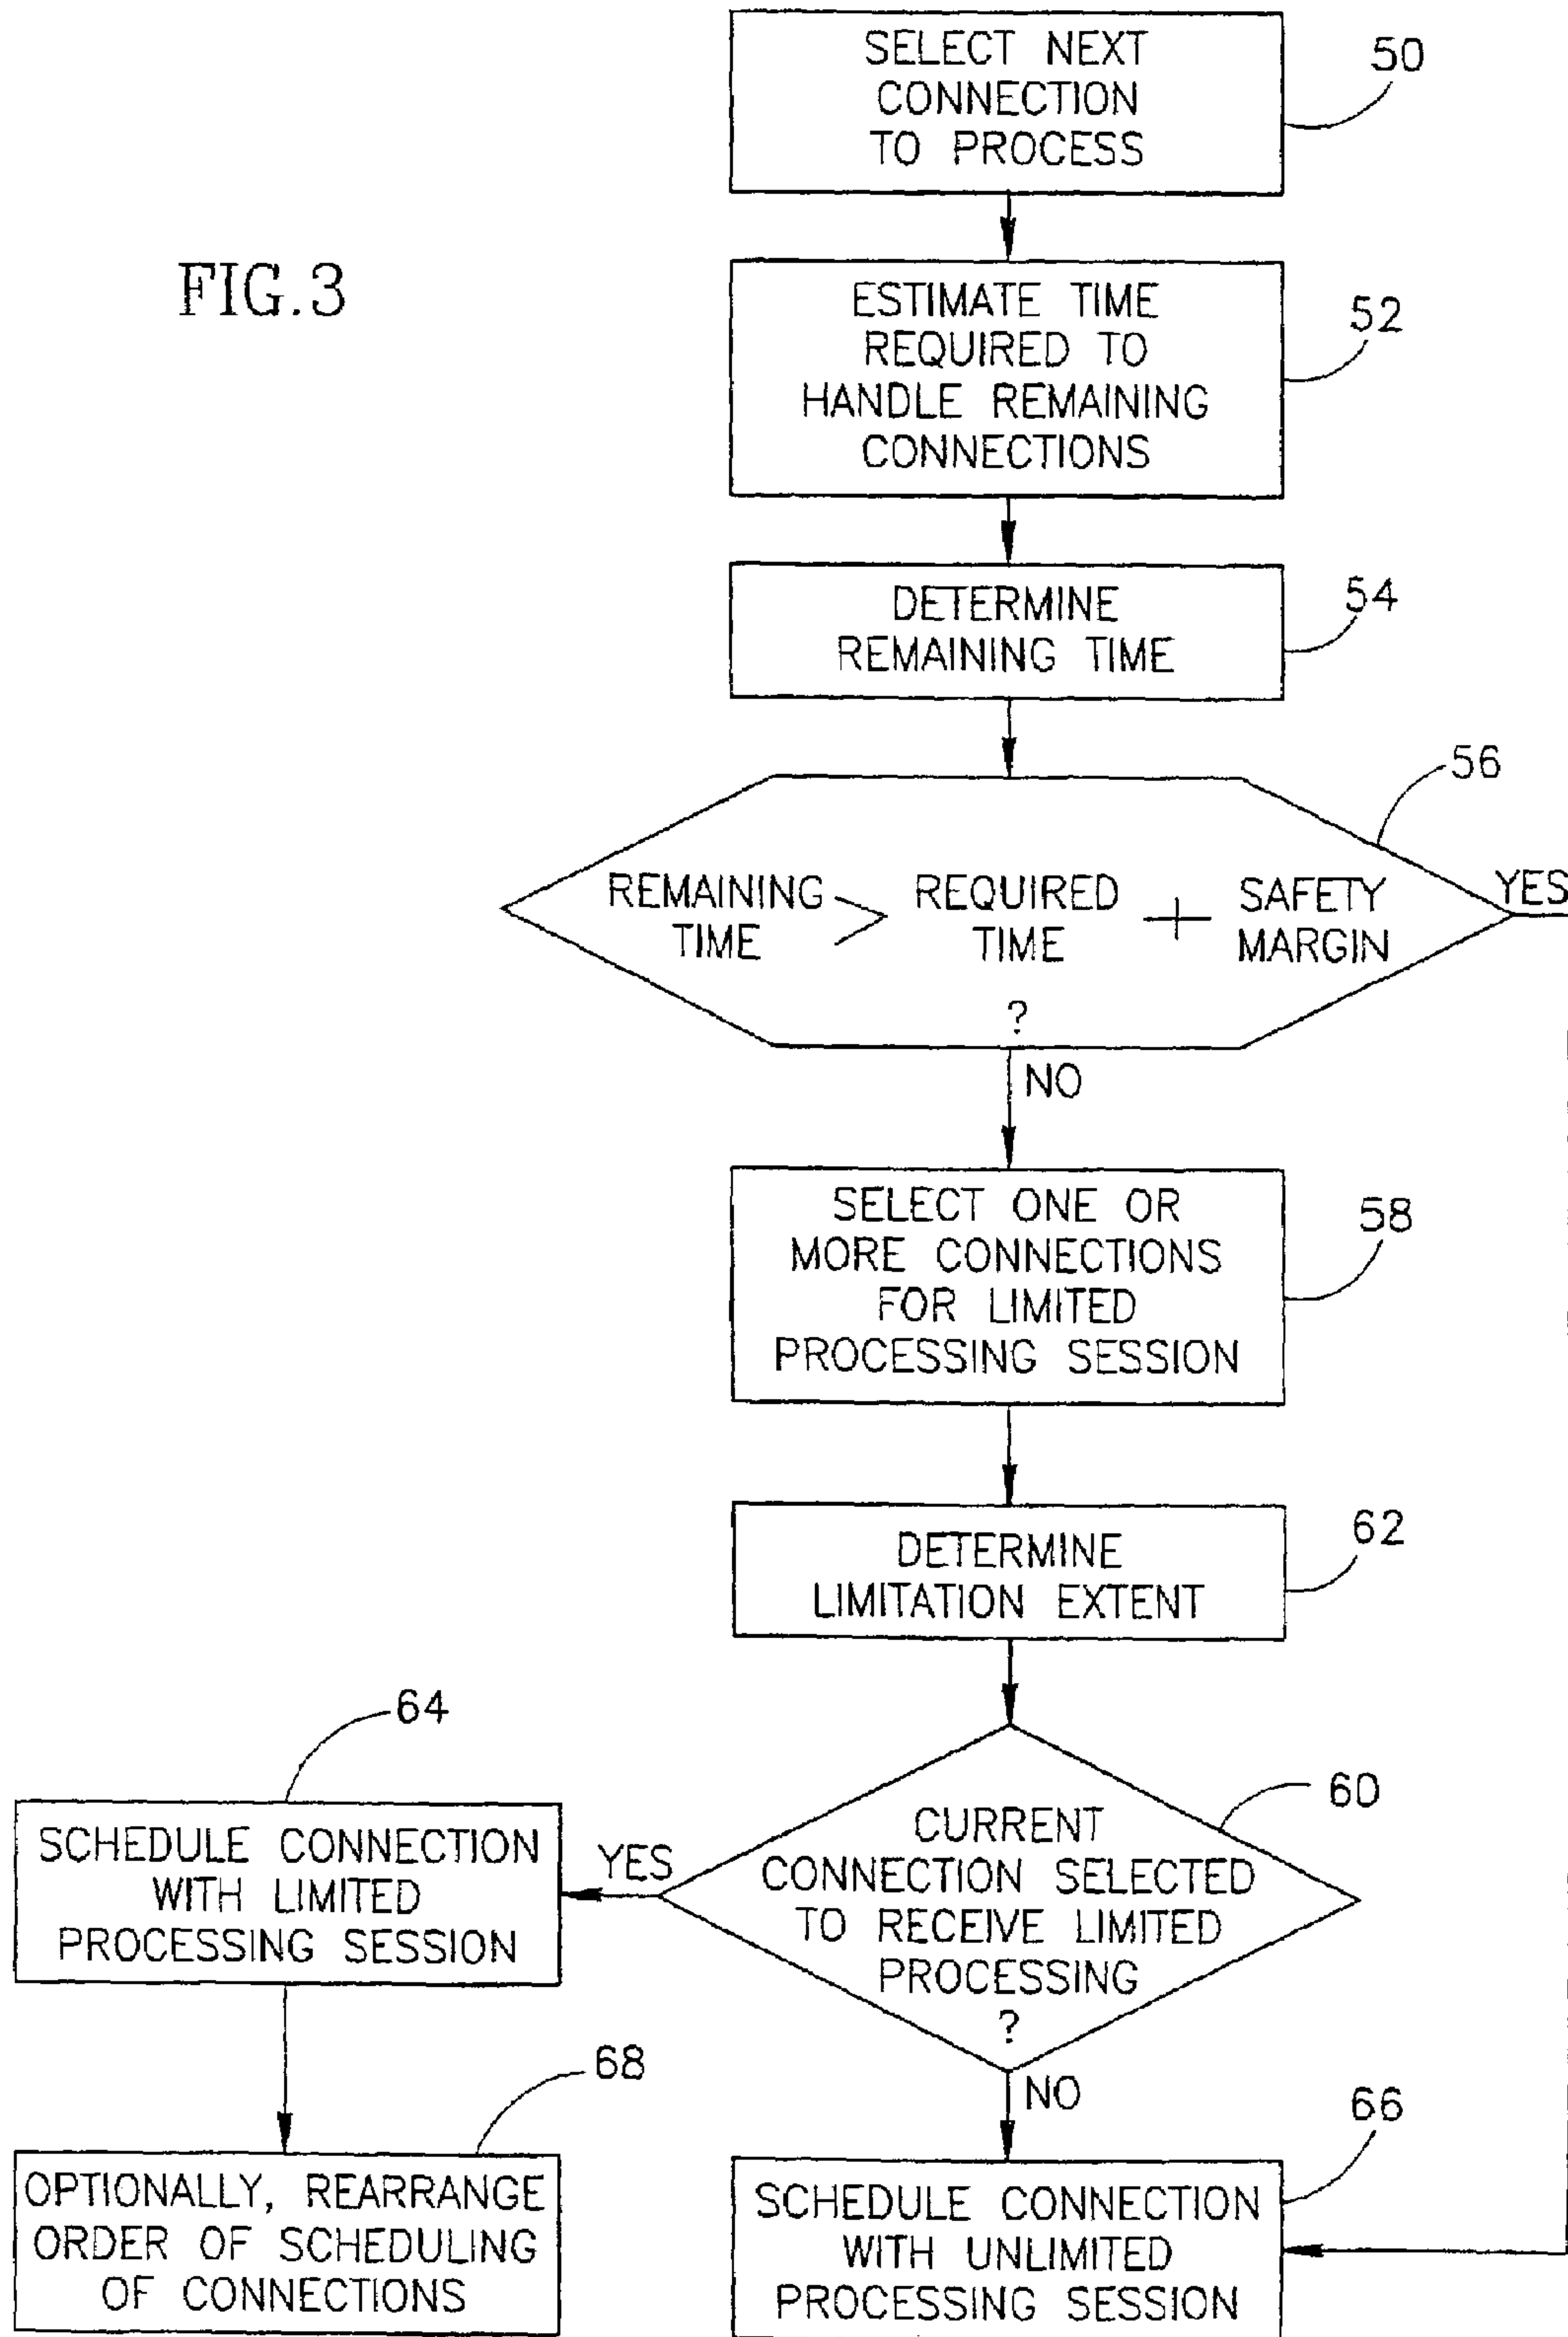 SELECT NEXT
CONNECTION
TO PROCESS
50
FIG.3
ESTIMATE TIME
REQUIRED TO
HANDLE REMAINING
CONNECTIONS
52
DETERMINE
REMAINING TIME
54
56
REMAINING
TIME
>
REQUIRED
TIME
+
SAFETY
MARGIN
?
YES
NO
SELECT ONE OR
MORE CONNECTIONS
FOR LIMITED
PROCESSING SESSION
58
DETERMINE
LIMITATION EXTENT
62
CURRENT
CONNECTION SELECTED
TO RECEIVE LIMITED
PROCESSING
?
60
YES
64
SCHEDULE CONNECTION
WITH LIMITED
PROCESSING SESSION
NO
68
OPTIONALLY, REARRANGE
ORDER OF SCHEDULING
OF CONNECTIONS
66
SCHEDULE CONNECTION
WITH UNLIMITED
PROCESSING SESSION